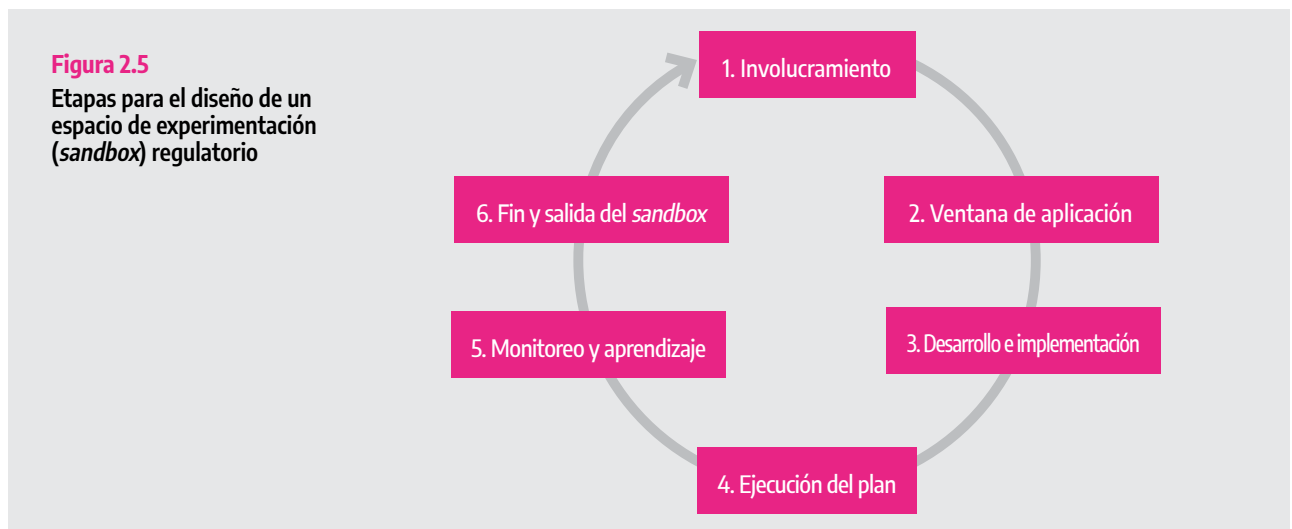 Figura 2.5
Etapas para el diseño de un
espacio de experimentación
(sandbox) regulatorio
1. Involucramiento
2. Ventana de aplicación
3. Desarrollo e implementación
4. Ejecución del plan
5. Monitoreo y aprendizaje
6. Fin y salida del sandbox